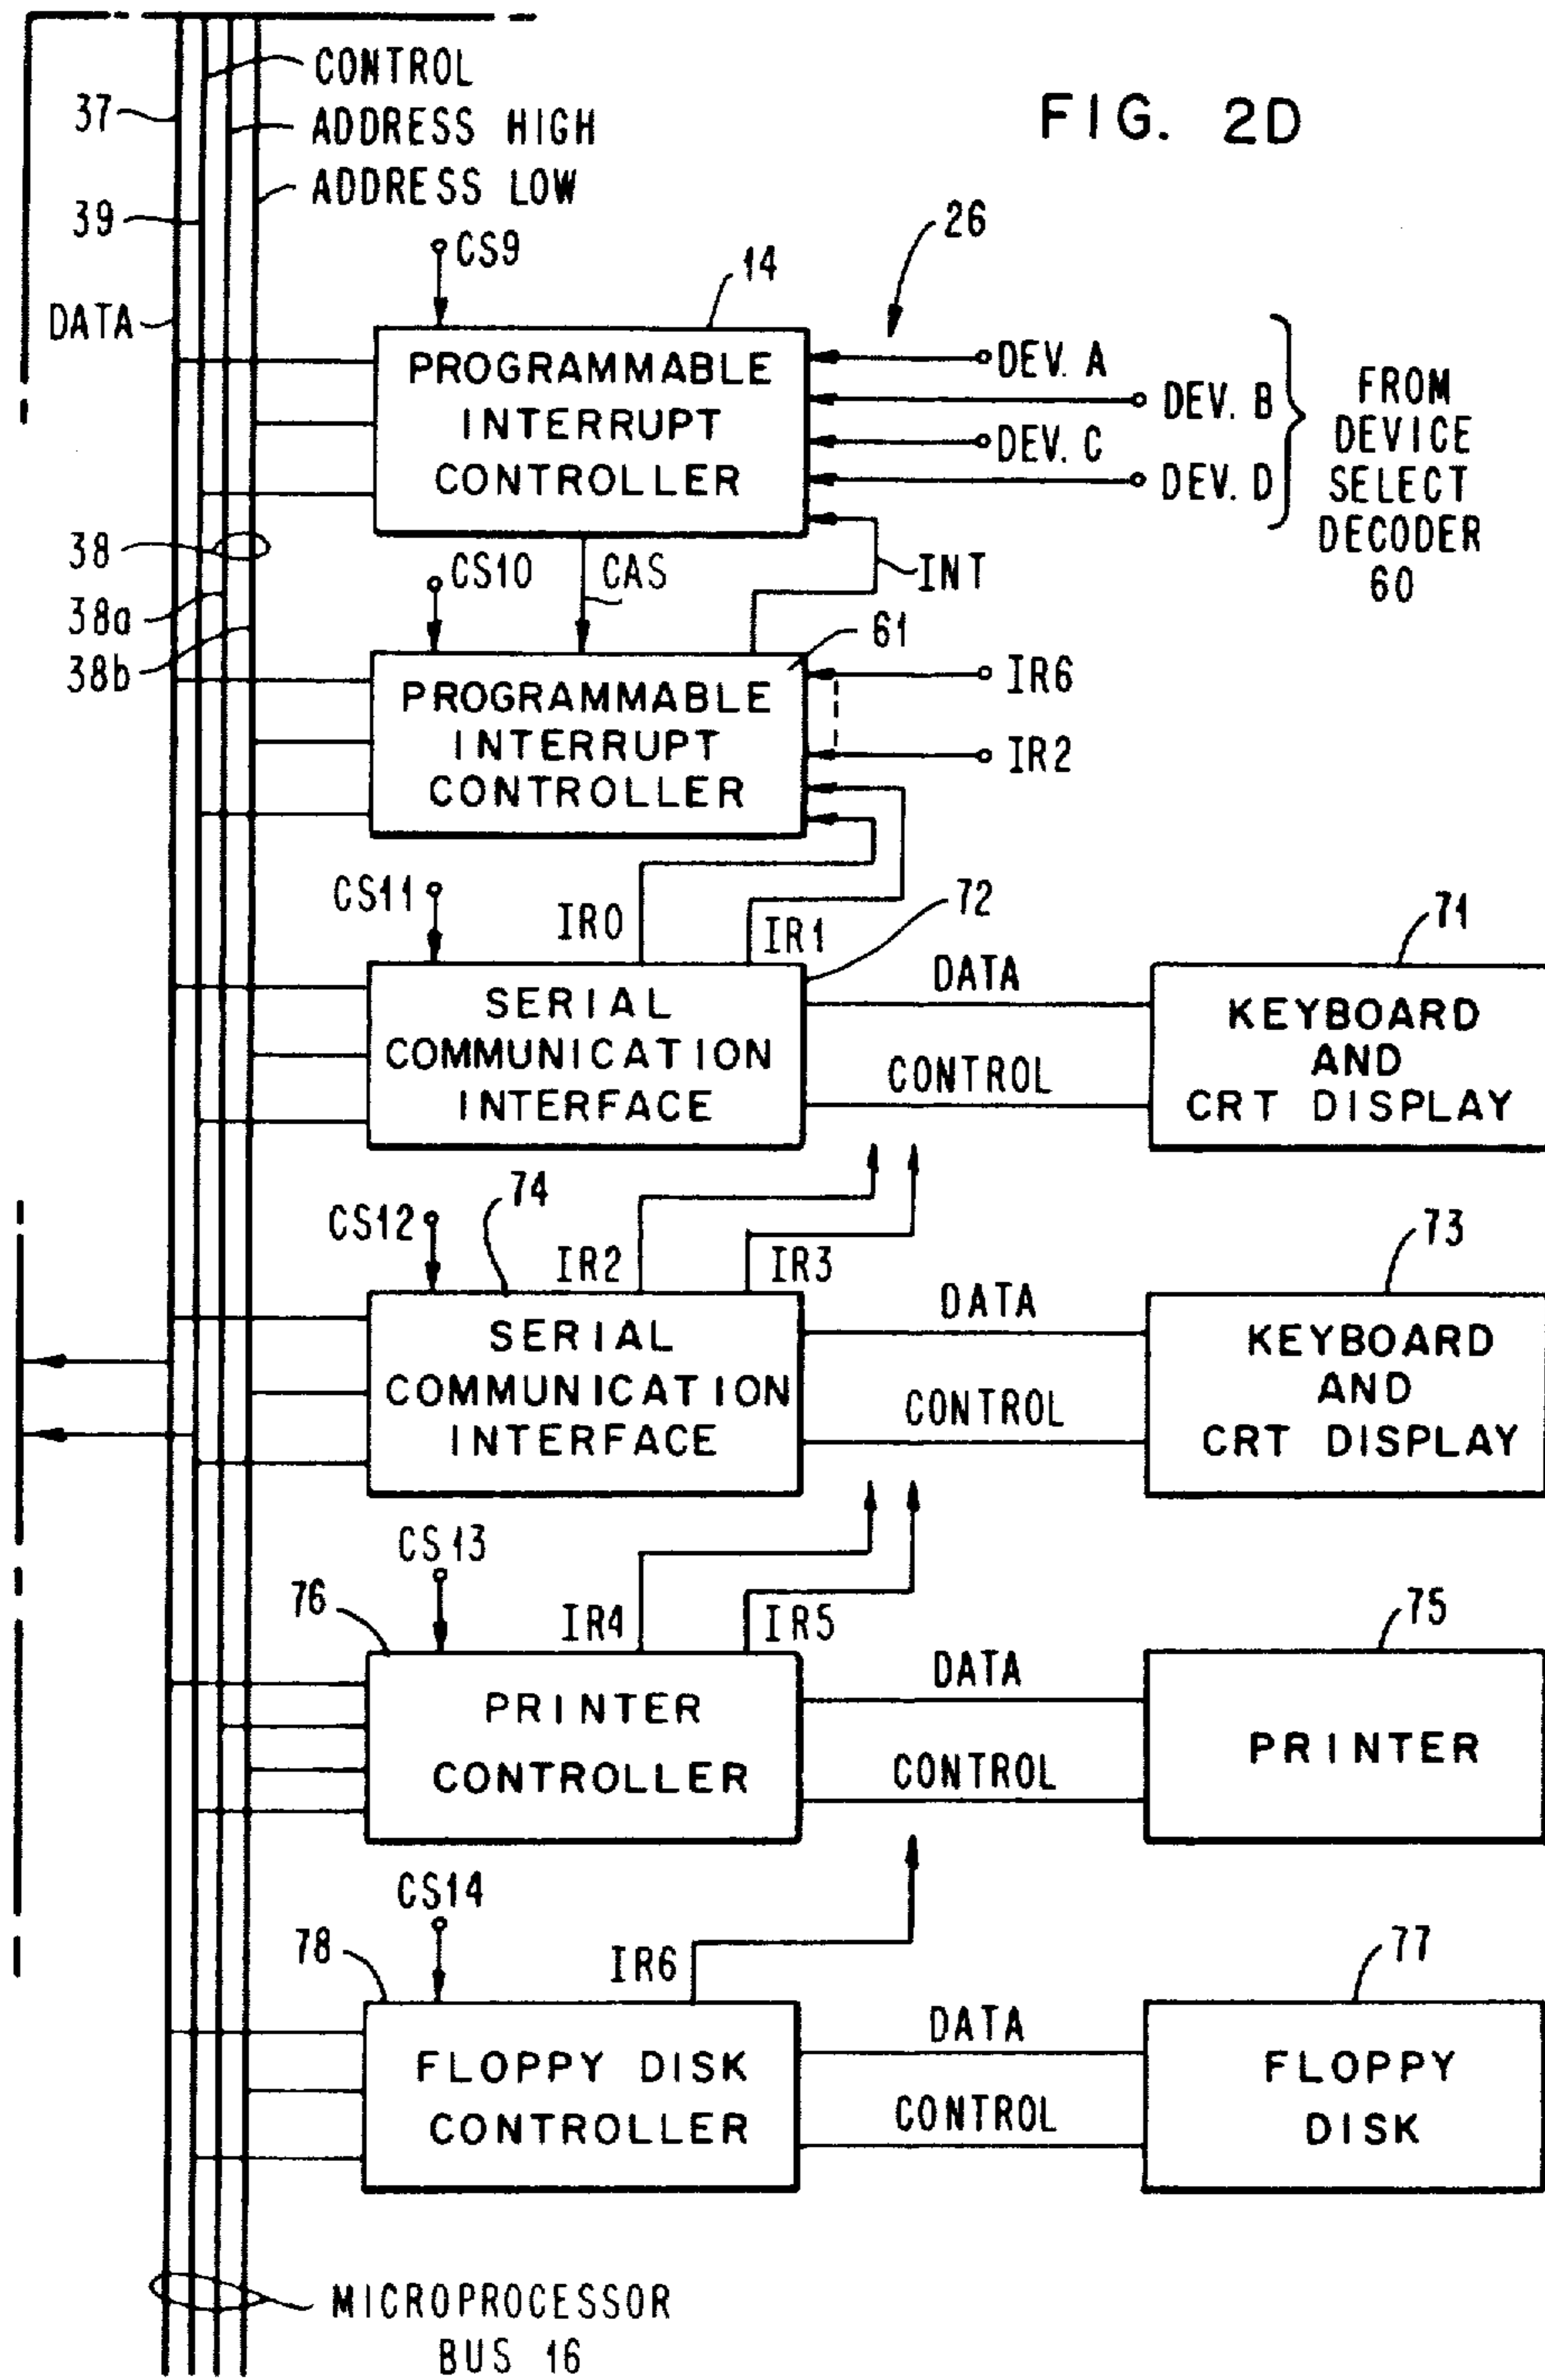 FIG. 2D
CONTROL
37
ADDRESS HIGH
ADDRESS LOW
39
DATA
CS9
14
26
PROGRAMMABLE
INTERRUPT
CONTROLLER
DEV. A
DEV. B
DEV. C
DEV. D
FROM
DEVICE
SELECT
DECODER
60
38
38a
38b
CS10
CAS
INT
61
PROGRAMMABLE
INTERRUPT
CONTROLLER
IR6
IR2
CS11
IR0
IR1
72
71
SERIAL
COMMUNICATION
INTERFACE
DATA
CONTROL
KEYBOARD
AND
CRT DISPLAY
CS12
74
IR2
IR3
73
SERIAL
COMMUNICATION
INTERFACE
DATA
CONTROL
KEYBOARD
AND
CRT DISPLAY
CS13
76
IR4
IR5
75
PRINTER
CONTROLLER
DATA
CONTROL
PRINTER
CS14
78
IR6
77
FLOPPY DISK
CONTROLLER
DATA
CONTROL
FLOPPY
DISK
MICROPROCESSOR
BUS 16